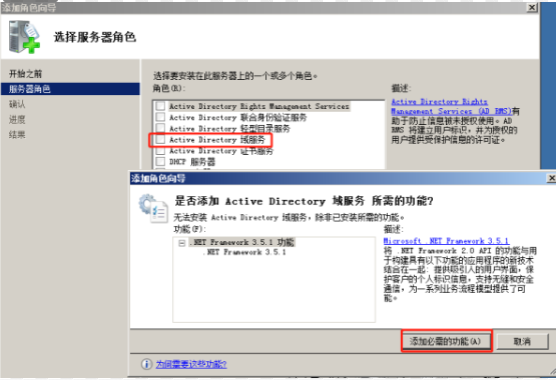 添加角色向导
选择服务器角色
开始之前
服务器角色
确认
进度
结果
选择要安装在此服务器上的一个或多个角色。
角色(R):
Active Directory Rights Management Services
Active Directory 联合身份验证服务
Active Directory 轻型目录服务
Active Directory 域服务
Active Directory 证书服务
DHCP 服务器
描述:
Active Directory Rights
Management Services (AD RMS)有
助于防止信息被未授权使用。AD
RMS 将建立用户标识，并为授权的
用户提供受保护信息的许可证。
添加角色向导
是否添加 Active Directory 域服务 所需的功能?
无法安装 Active Directory 域服务，除非已安装所需的功能。
功能(F):
.NET Framework 3.5.1 功能
.NET Framework 3.5.1
描述:
Microsoft .NET Framework 3.5.1
将 .NET Framework 2.0 API 的功能与用
于构建具有以下功能的应用程序的新技术
结合在一起: 提供吸引人的用户界面，保
护客户的个人标识信息，支持无缝和安全
通信，为一系列业务流程模型提供了可
能。
添加必需的功能(A)
取消
为何需要这些功能?